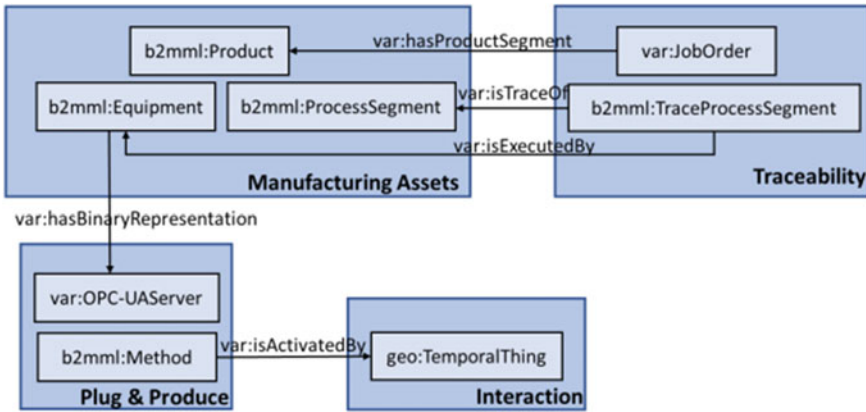 b2mml:Product
var:hasProductSegment
var:JobOrder
b2mml:Equipment
b2mml:ProcessSegment
var:isTraceOf
b2mml:TraceProcessSegment
var:isExecutedBy
Manufacturing Assets
Traceability
var:hasBinaryRepresentation
var:OPC-UAServer
b2mml:Method
var:isActivatedBy
geo:TemporalThing
Plug & Produce
Interaction